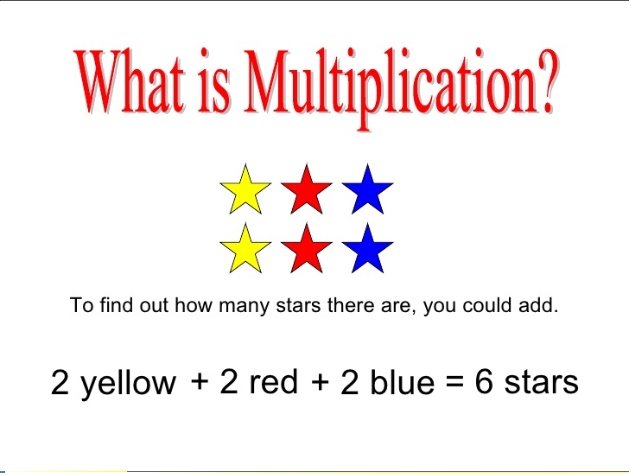 What is Multiplication?
To find out how many stars there are, you could add.
2 yellow + 2 red + 2 blue = 6 stars